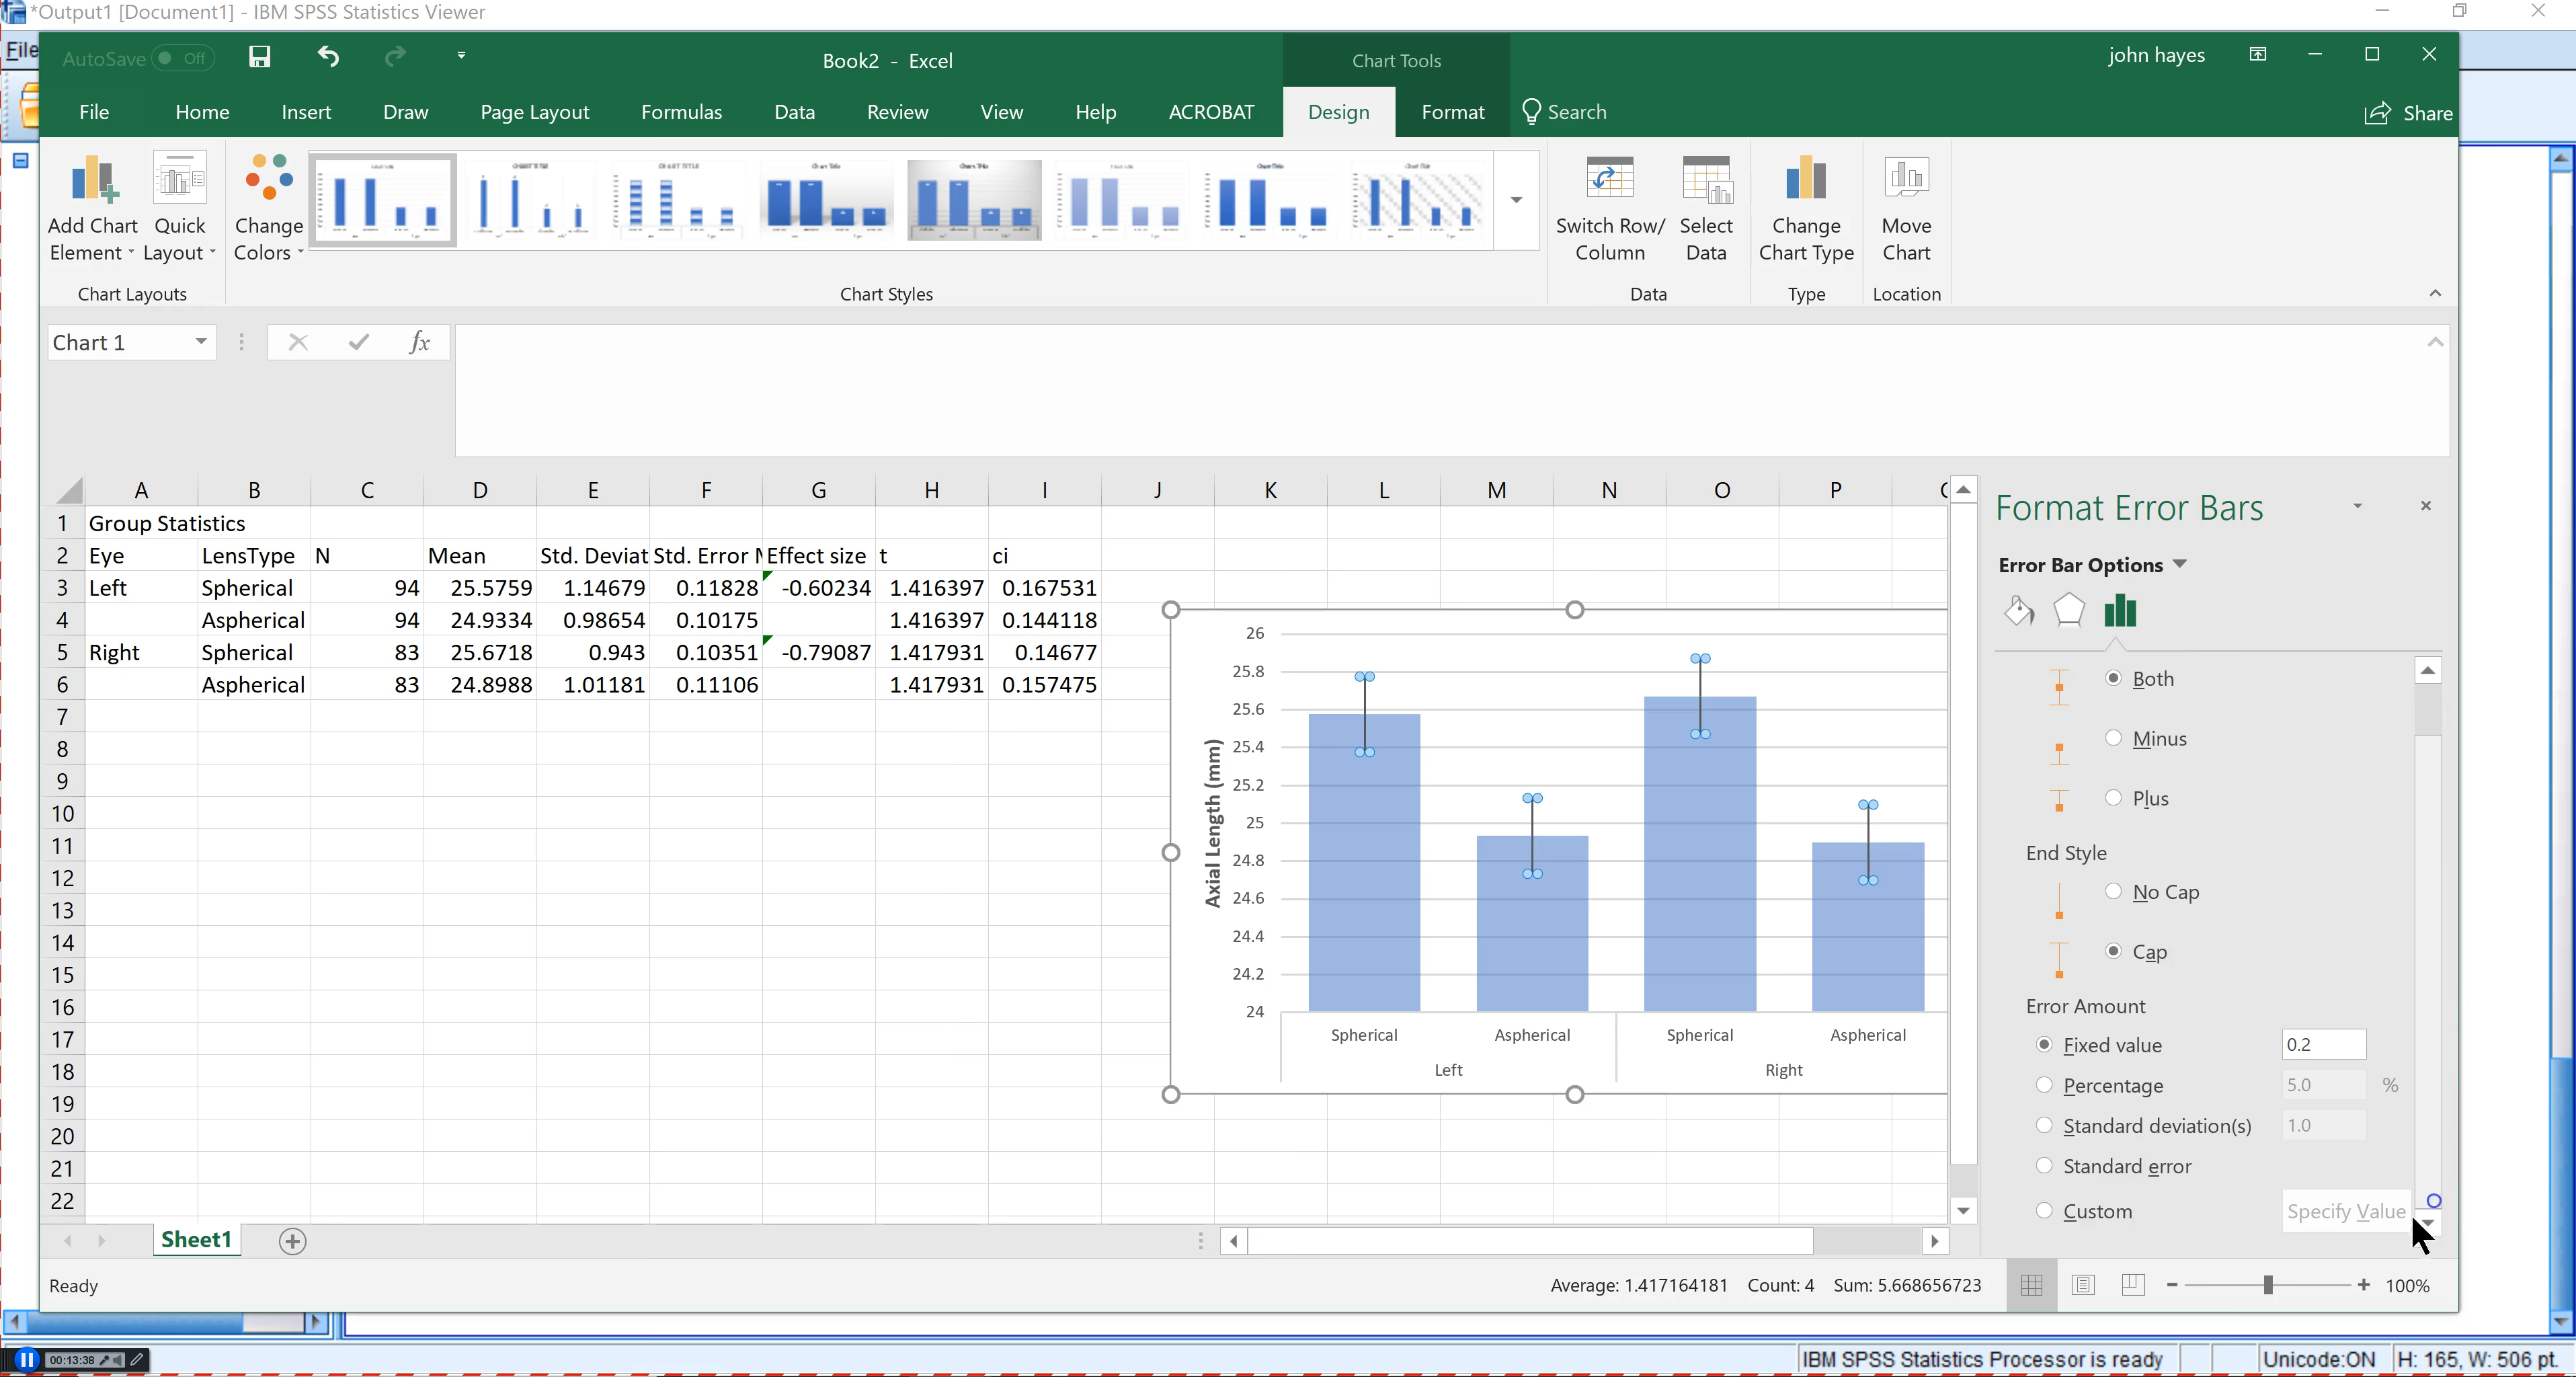 *Output1 [Document1] - IBM SPSS Statistics Viewer
File
AutoSave Off
Book2 - Excel
Chart Tools
john hayes
File Home Insert Draw Page Layout Formulas Data Review View Help ACROBAT Design Format Search
Share
Add Chart Element
Quick Layout
Change Colors
Switch Row/ Column
Select Data
Change Chart Type
Move Chart
Chart Layouts
Chart Styles
Data
Type
Location
Chart 1
fx
A B C D E F G H I J K L M N O P
1 Group Statistics
2 Eye LensType N Mean Std. Deviat Std. Error Effect size t ci
3 Left Spherical 94 25.5759 1.14679 0.11828 -0.60234 1.416397 0.167531
4 Aspherical 94 24.9334 0.98654 0.10175 1.416397 0.144118
5 Right Spherical 83 25.6718 0.943 0.10351 -0.79087 1.417931 0.14677
6 Aspherical 83 24.8988 1.01181 0.11106 1.417931 0.157475
7
8
9
10
11
12
13
14
15
16
17
18
19
20
21
22
Axial Length (mm)
26
25.8
25.6
25.4
25.2
25
24.8
24.6
24.4
24.2
24
Spherical Aspherical Spherical Aspherical
Left Right
Format Error Bars
Error Bar Options
Both
Minus
Plus
End Style
No Cap
Cap
Error Amount
Fixed value 0.2
Percentage 5.0 %
Standard deviation(s) 1.0
Standard error
Custom Specify Value
Sheet1
Ready
Average: 1.417164181 Count: 4 Sum: 5.668656723
100%
00:13:38
IBM SPSS Statistics Processor is ready
Unicode:ON
H: 165, W: 506 pt.